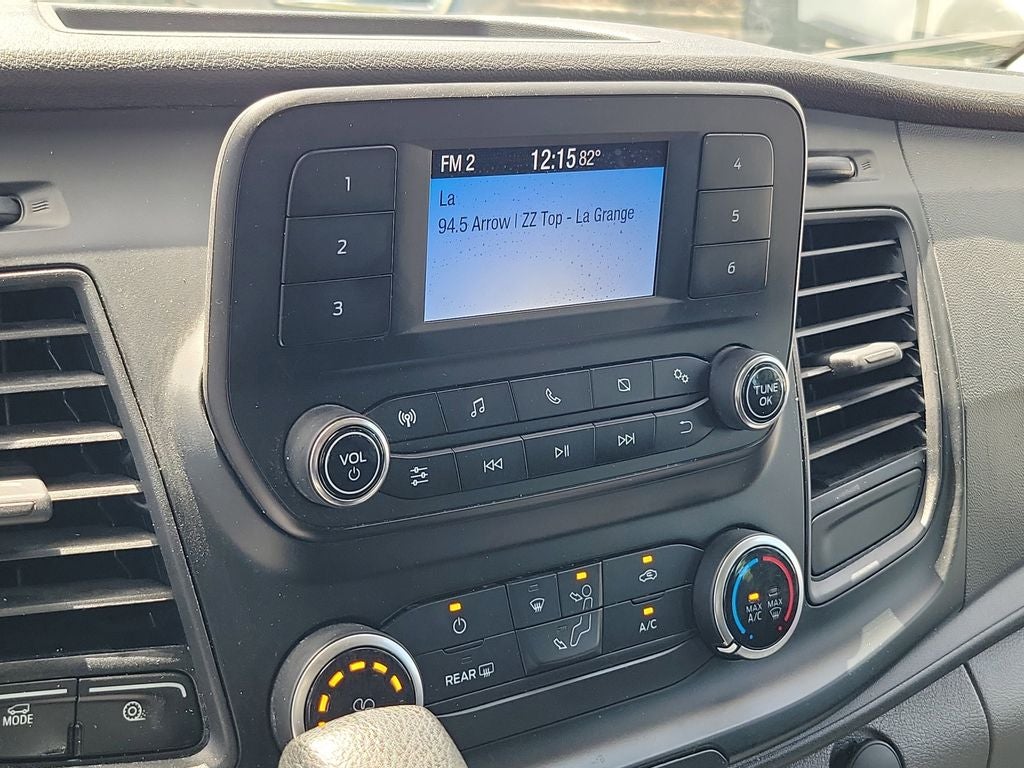 FM 2 12:15 82°
La
94.5 Arrow | ZZ Top - La Grange
1
2
3
4
5
6
VOL
TUNE
OK
REAR
A/C
MAX
A/C
MAX
MODE